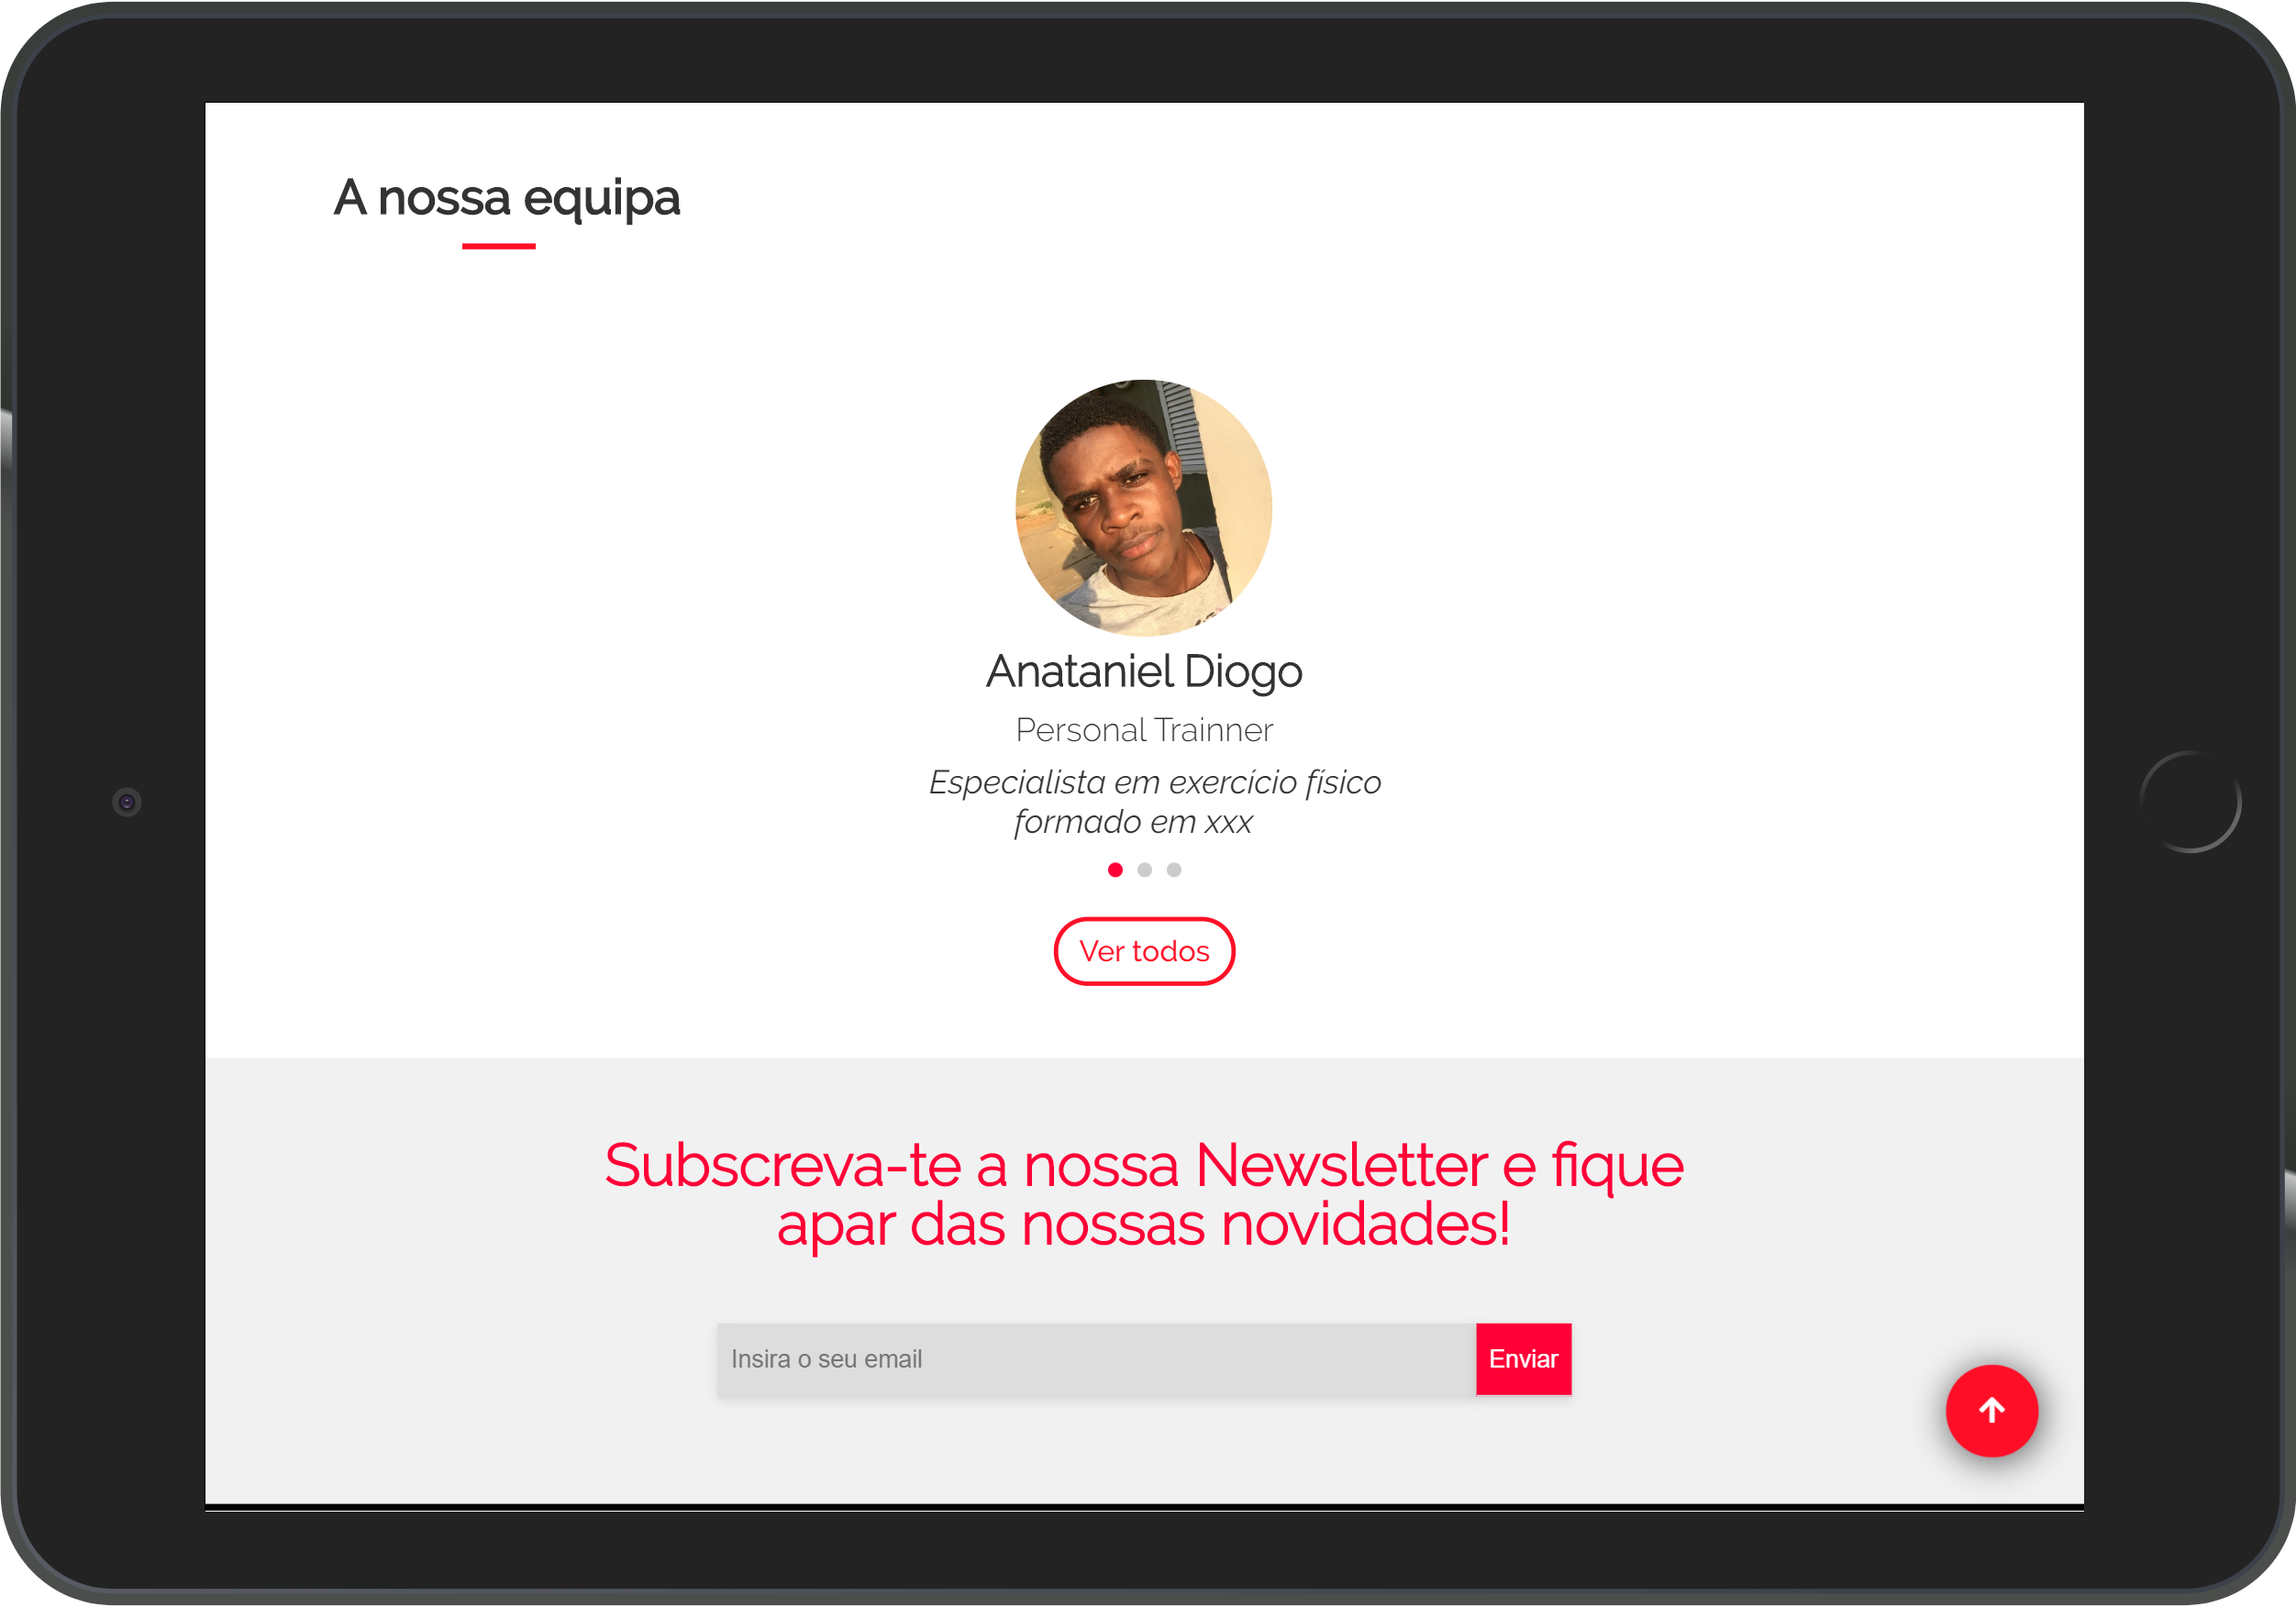 A nossa equipa
Anataniel Diogo
Personal Trainner
Especialista em exercício físico
formado em xxx
Ver todos
Subscreva-te a nossa Newsletter e fique
apar das nossas novidades!
Insira o seu email
Enviar